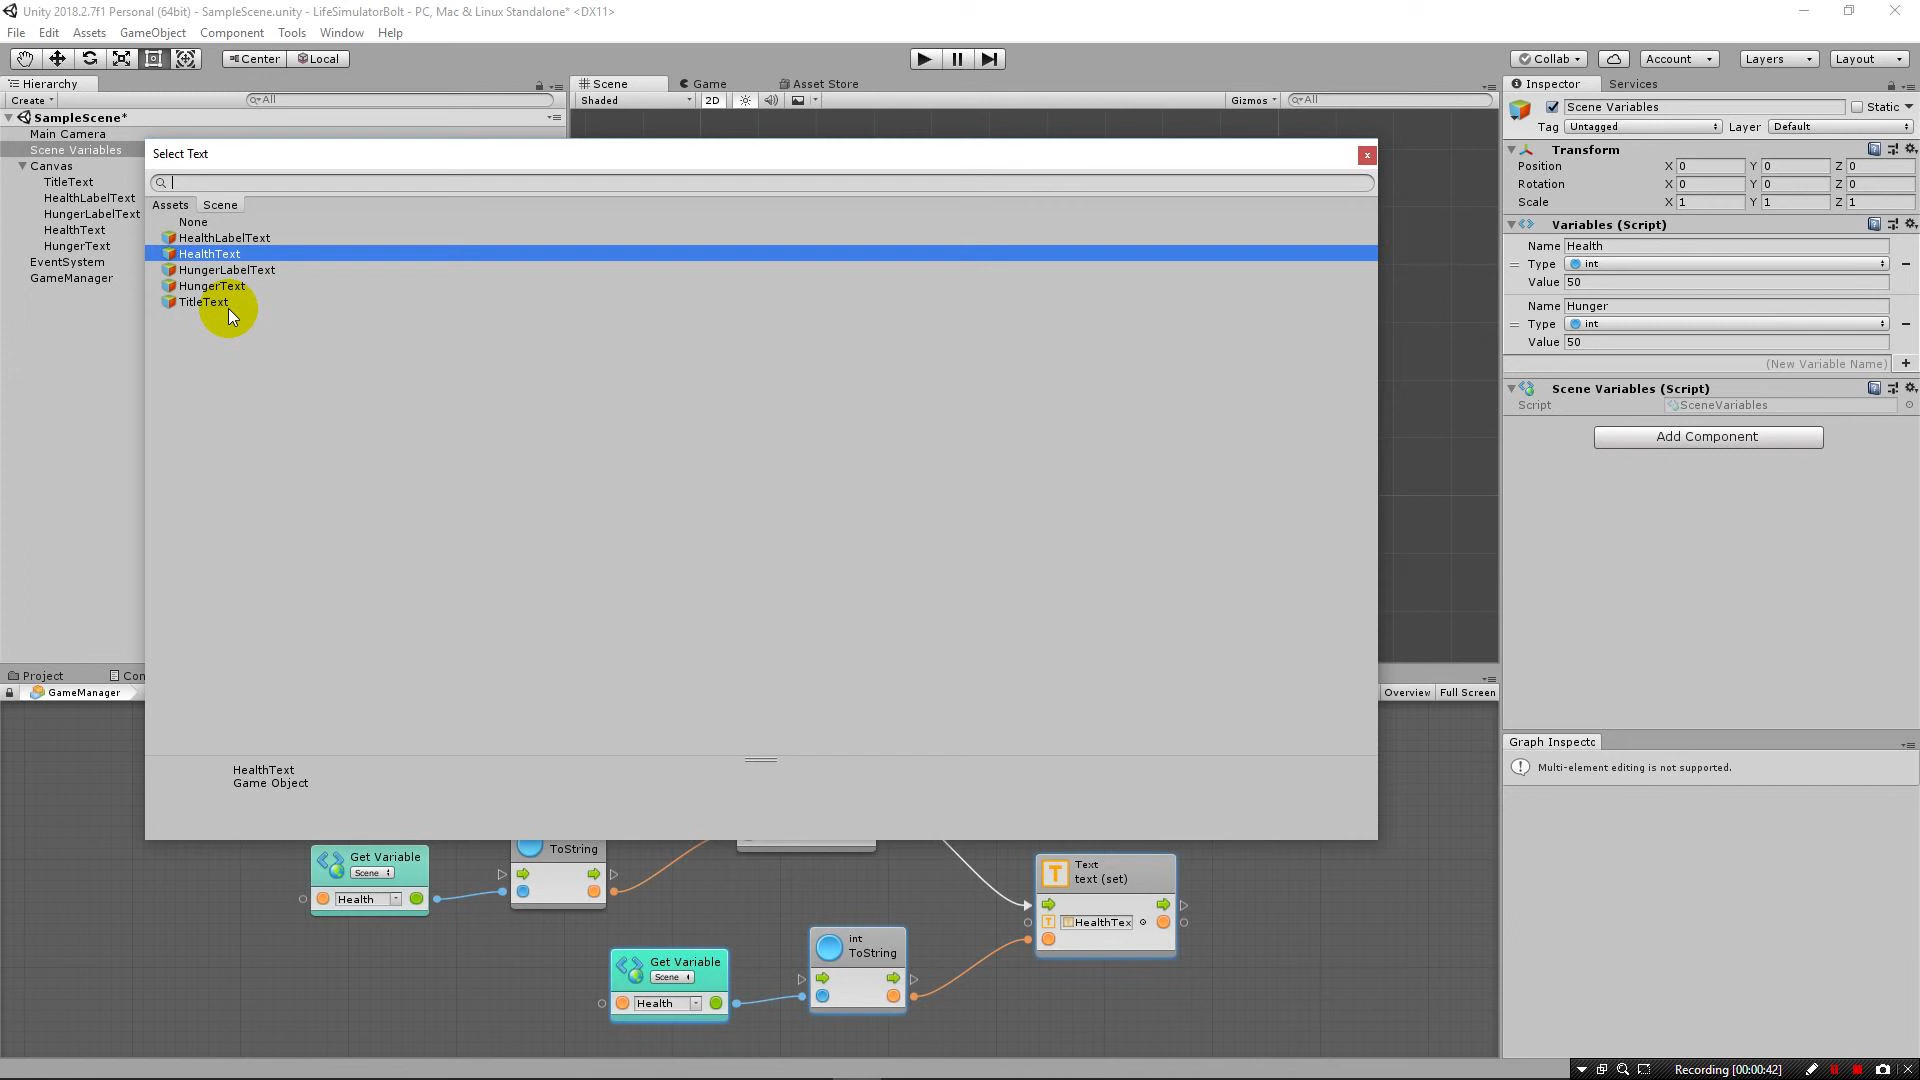 Unity 2018.2.7f1 Personal (64bit) - SampleScene.unity - LifeSimulatorBolt - PC, Mac & Linux Standalone* <DX11>
File Edit Assets GameObject Component Tools Window Help
Center Local Collab Account Layers Layout
Hierarchy Scene Game Asset Store Inspector Services
Create All Shaded 2D Gizmos All Scene Variables Static
SampleScene*
Tag Untagged Layer Default
Main Camera
Scene Variables
Canvas
TitleText
HealthLabelText
HungerLabelText
HealthText
HungerText
EventSystem
GameManager
Select Text
x
Assets Scene
None
HealthLabelText
HealthText
HungerLabelText
HungerText
TitleText
HealthText
Game Object
Transform
Position X 0 Y 0 Z 0
Rotation X 0 Y 0 Z 0
Scale X 1 Y 1 Z 1
Variables (Script)
Name Health
Type int
Value 50
Name Hunger
Type int
Value 50
(New Variable Name) +
Scene Variables (Script)
Script SceneVariables
Add Component
Project Con
GameManager Overview Full Screen
Graph Inspecto
Multi-element editing is not supported.
Get Variable
Scene
Health
ToString
Text
text (set)
HealthTex
Get Variable
Scene
Health
int
ToString
Recording [00:00:42]